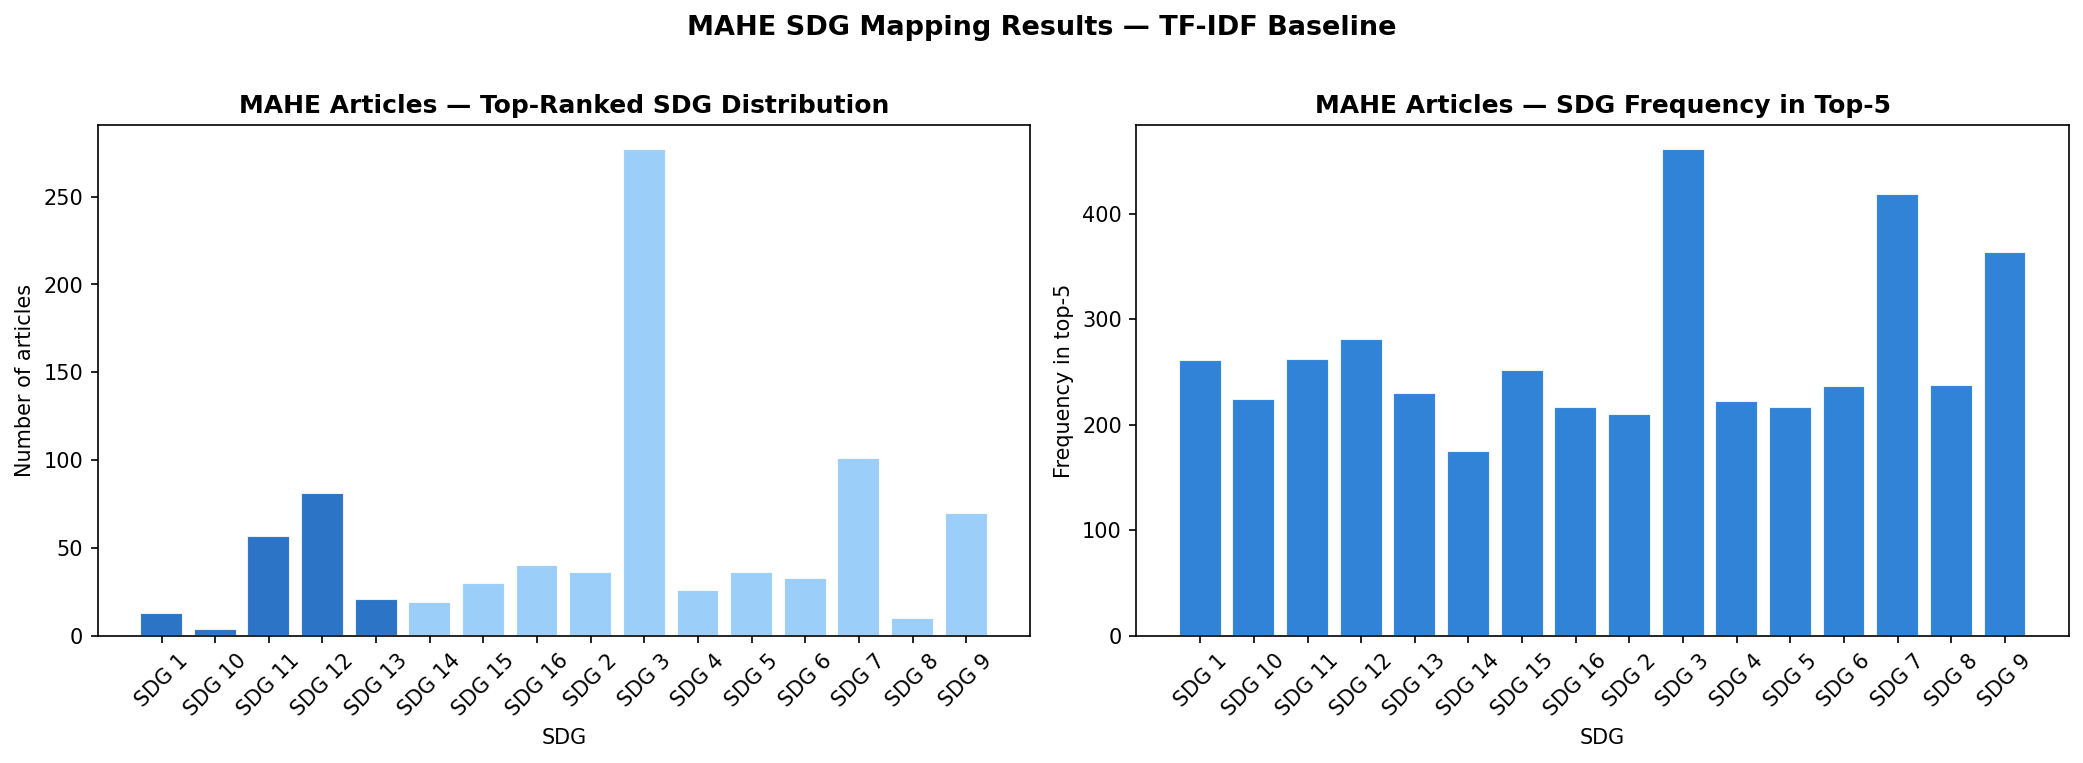 MAHE SDG Mapping Results — TF-IDF Baseline
MAHE Articles — Top-Ranked SDG Distribution
Number of articles
250
200
150
100
50
0
SDG 1
SDG 10
SDG 11
SDG 12
SDG 13
SDG 14
SDG 15
SDG 16
SDG 2
SDG 3
SDG 4
SDG 5
SDG 6
SDG 7
SDG 8
SDG 9
SDG
MAHE Articles — SDG Frequency in Top-5
Frequency in top-5
400
300
200
100
0
SDG 1
SDG 10
SDG 11
SDG 12
SDG 13
SDG 14
SDG 15
SDG 16
SDG 2
SDG 3
SDG 4
SDG 5
SDG 6
SDG 7
SDG 8
SDG 9
SDG